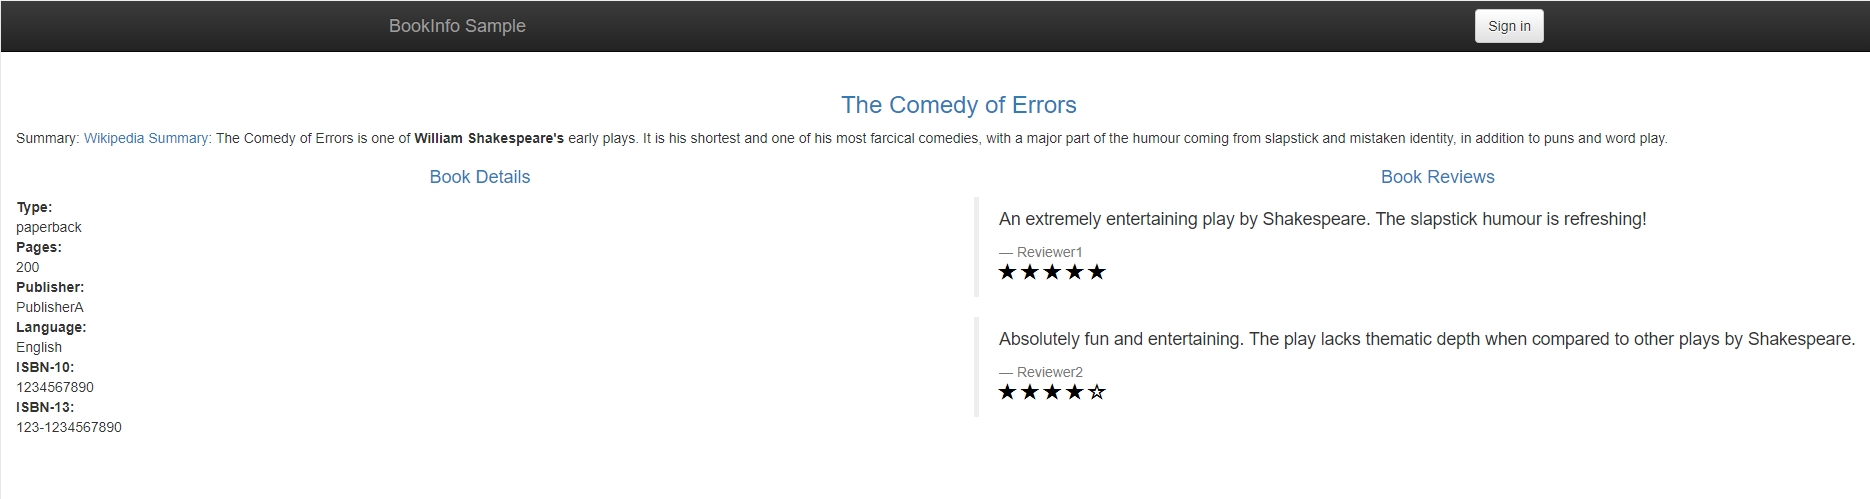 BookInfo Sample
Sign in
The Comedy of Errors
Summary: Wikipedia Summary: The Comedy of Errors is one of William Shakespeare's early plays. It is his shortest and one of his most farcical comedies, with a major part of the humour coming from slapstick and mistaken identity, in addition to puns and word play.
Book Details
Type:
paperback
Pages:
200
Publisher:
PublisherA
Language:
English
ISBN-10:
1234567890
ISBN-13:
123-1234567890
Book Reviews
An extremely entertaining play by Shakespeare. The slapstick humour is refreshing!
— Reviewer1
★★★★★
Absolutely fun and entertaining. The play lacks thematic depth when compared to other plays by Shakespeare.
— Reviewer2
★★★★☆